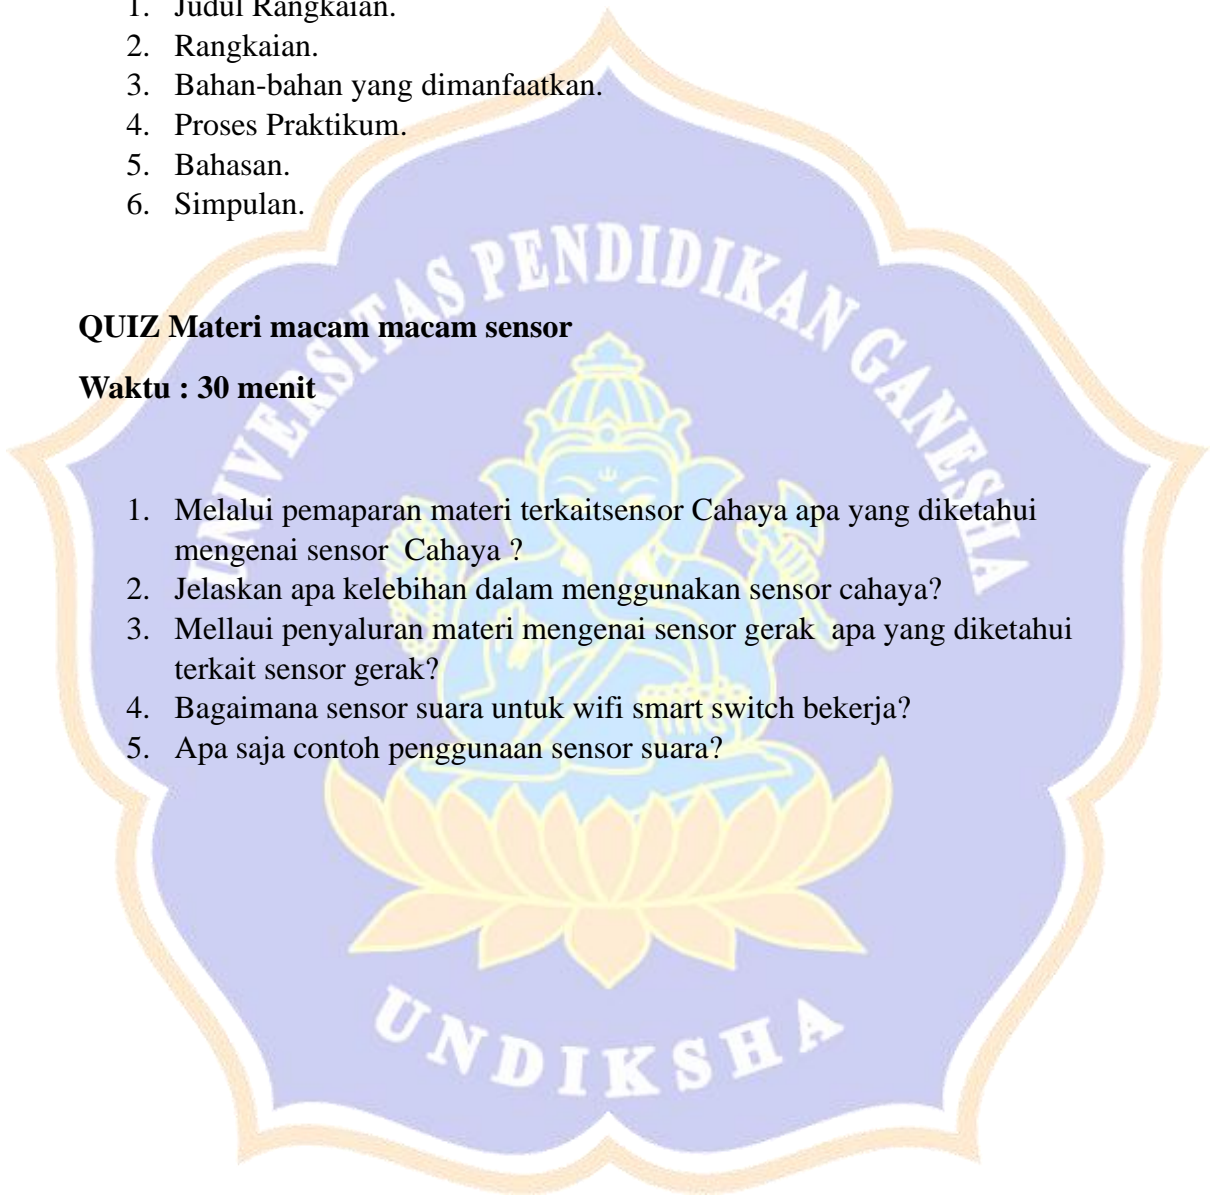 1. Judul Rangkaian.
2. Rangkaian.
3. Bahan-bahan yang dimanfaatkan.
4. Proses Praktikum.
5. Bahasan.
6. Simpulan.
UNIVERSITAS PENDIDIKAN GANESHA
QUIZ Materi macam macam sensor
Waktu : 30 menit
1. Melalui pemaparan materi terkaitsensor Cahaya apa yang diketahui
mengenai sensor  Cahaya ?
2. Jelaskan apa kelebihan dalam menggunakan sensor cahaya?
3. Mellaui penyaluran materi mengenai sensor gerak  apa yang diketahui
terkait sensor gerak?
4. Bagaimana sensor suara untuk wifi smart switch bekerja?
5. Apa saja contoh penggunaan sensor suara?
UNDIKSHA